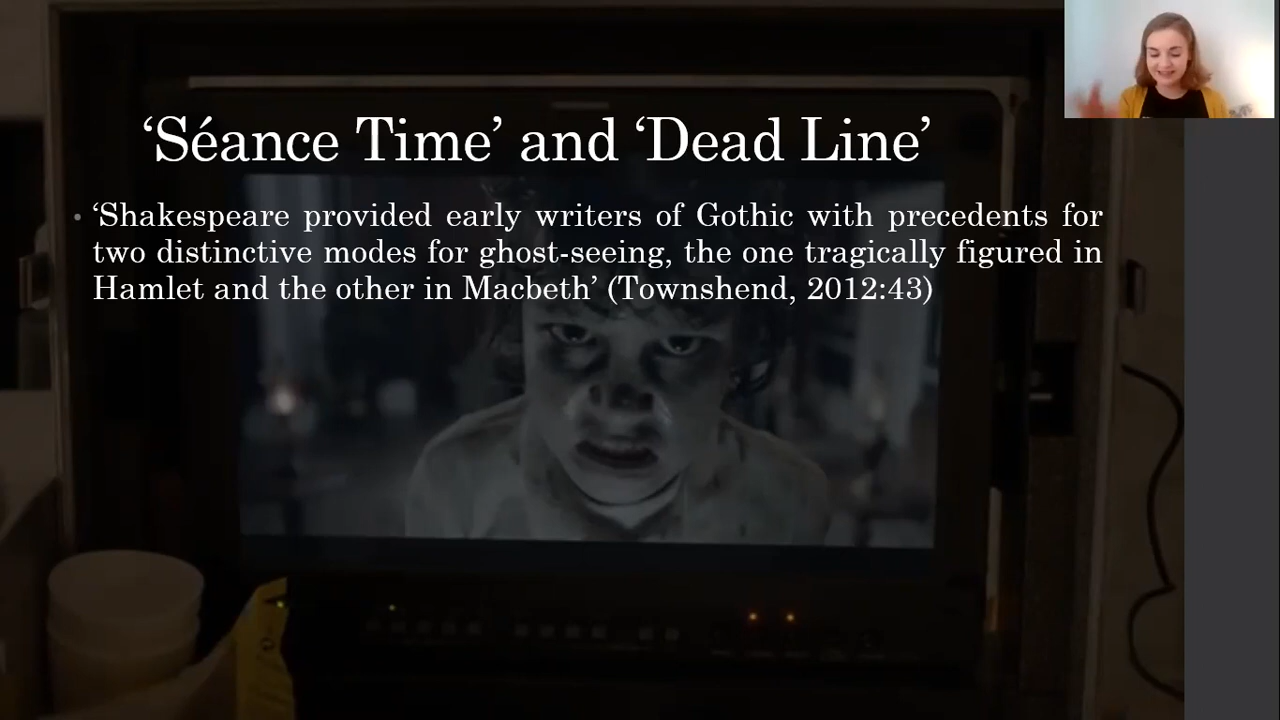 ‘Séance Time’ and ‘Dead Line’
• ‘Shakespeare provided early writers of Gothic with precedents for
two distinctive modes for ghost-seeing, the one tragically figured in
Hamlet and the other in Macbeth’ (Townshend, 2012:43)